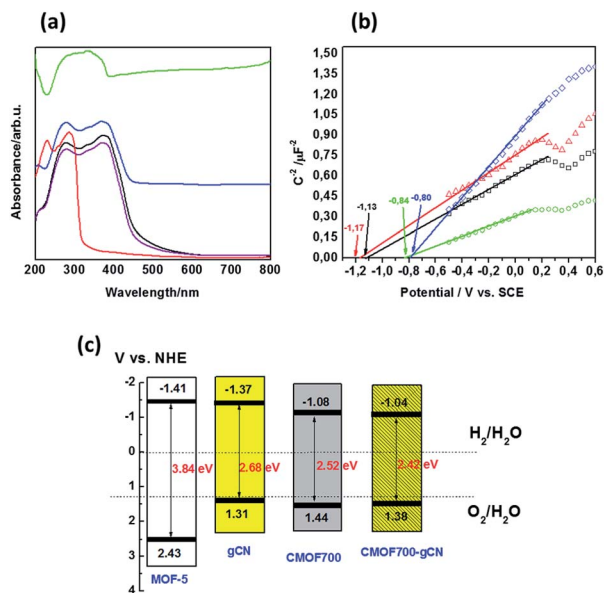 (a)
Absorbance/arb.u.
200 300 400 500 600 700 800
Wavelength/nm
(b)
C⁻²/µF⁻²
1,50
1,35
1,20
1,05
0,90
0,75
0,60
0,45
0,30
0,15
0,00
-1,17
-1,13
-0,84
-0,80
-1,2 -1,0 -0,8 -0,6 -0,4 -0,2 0,0 0,2 0,4 0,6
Potential / V vs. SCE
(c)
V vs. NHE
-2
-1
0
1
2
3
4
-1.41
3.84 eV
2.43
MOF-5
-1.37
2.68 eV
1.31
gCN
-1.08
2.52 eV
1.44
CMOF700
-1.04
2.42 eV
1.38
CMOF700-gCN
H₂/H₂O
O₂/H₂O